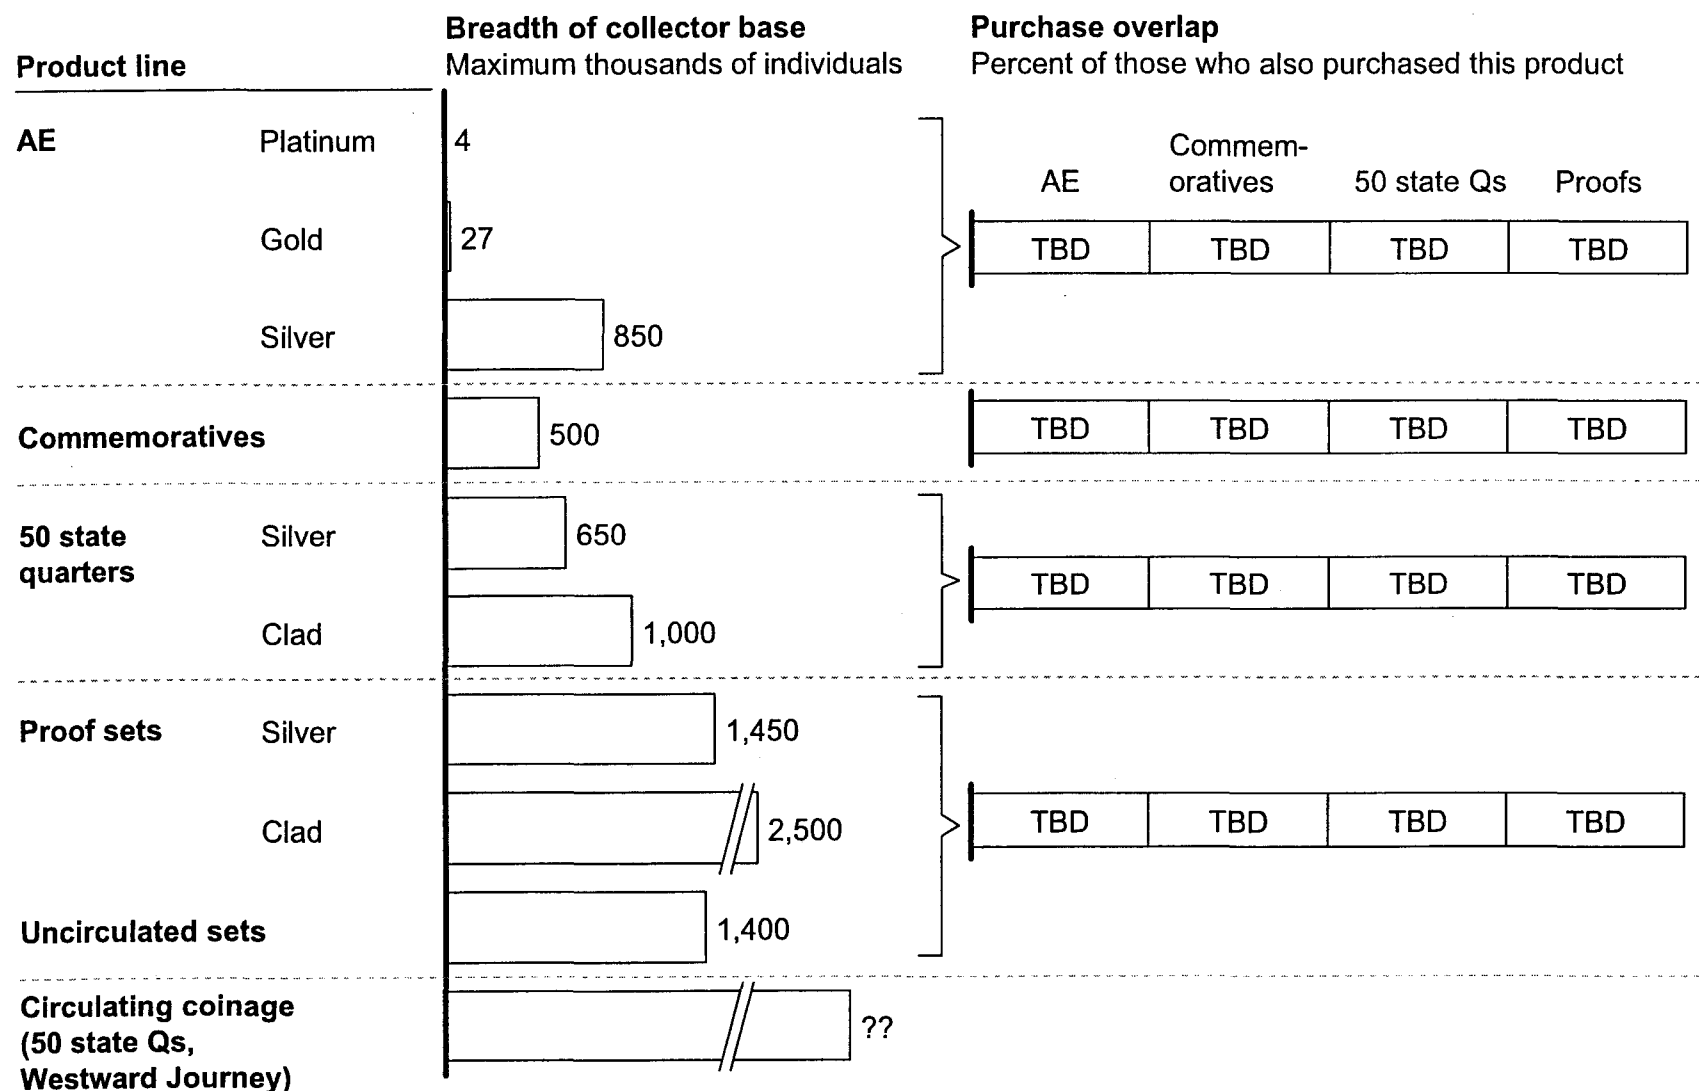 Breadth of collector base
Maximum thousands of individuals
Purchase overlap
Percent of those who also purchased this product
Product line
AE Platinum 4
Gold 27
Silver 850
AE Commem-
oratives 50 state Qs Proofs
TBD TBD TBD TBD
Commemoratives 500 TBD TBD TBD TBD
50 state
quarters Silver 650
Clad 1,000
TBD TBD TBD TBD
Proof sets Silver 1,450
Clad 2,500
TBD TBD TBD TBD
Uncirculated sets 1,400
Circulating coinage
(50 state Qs,
Westward Journey)
??